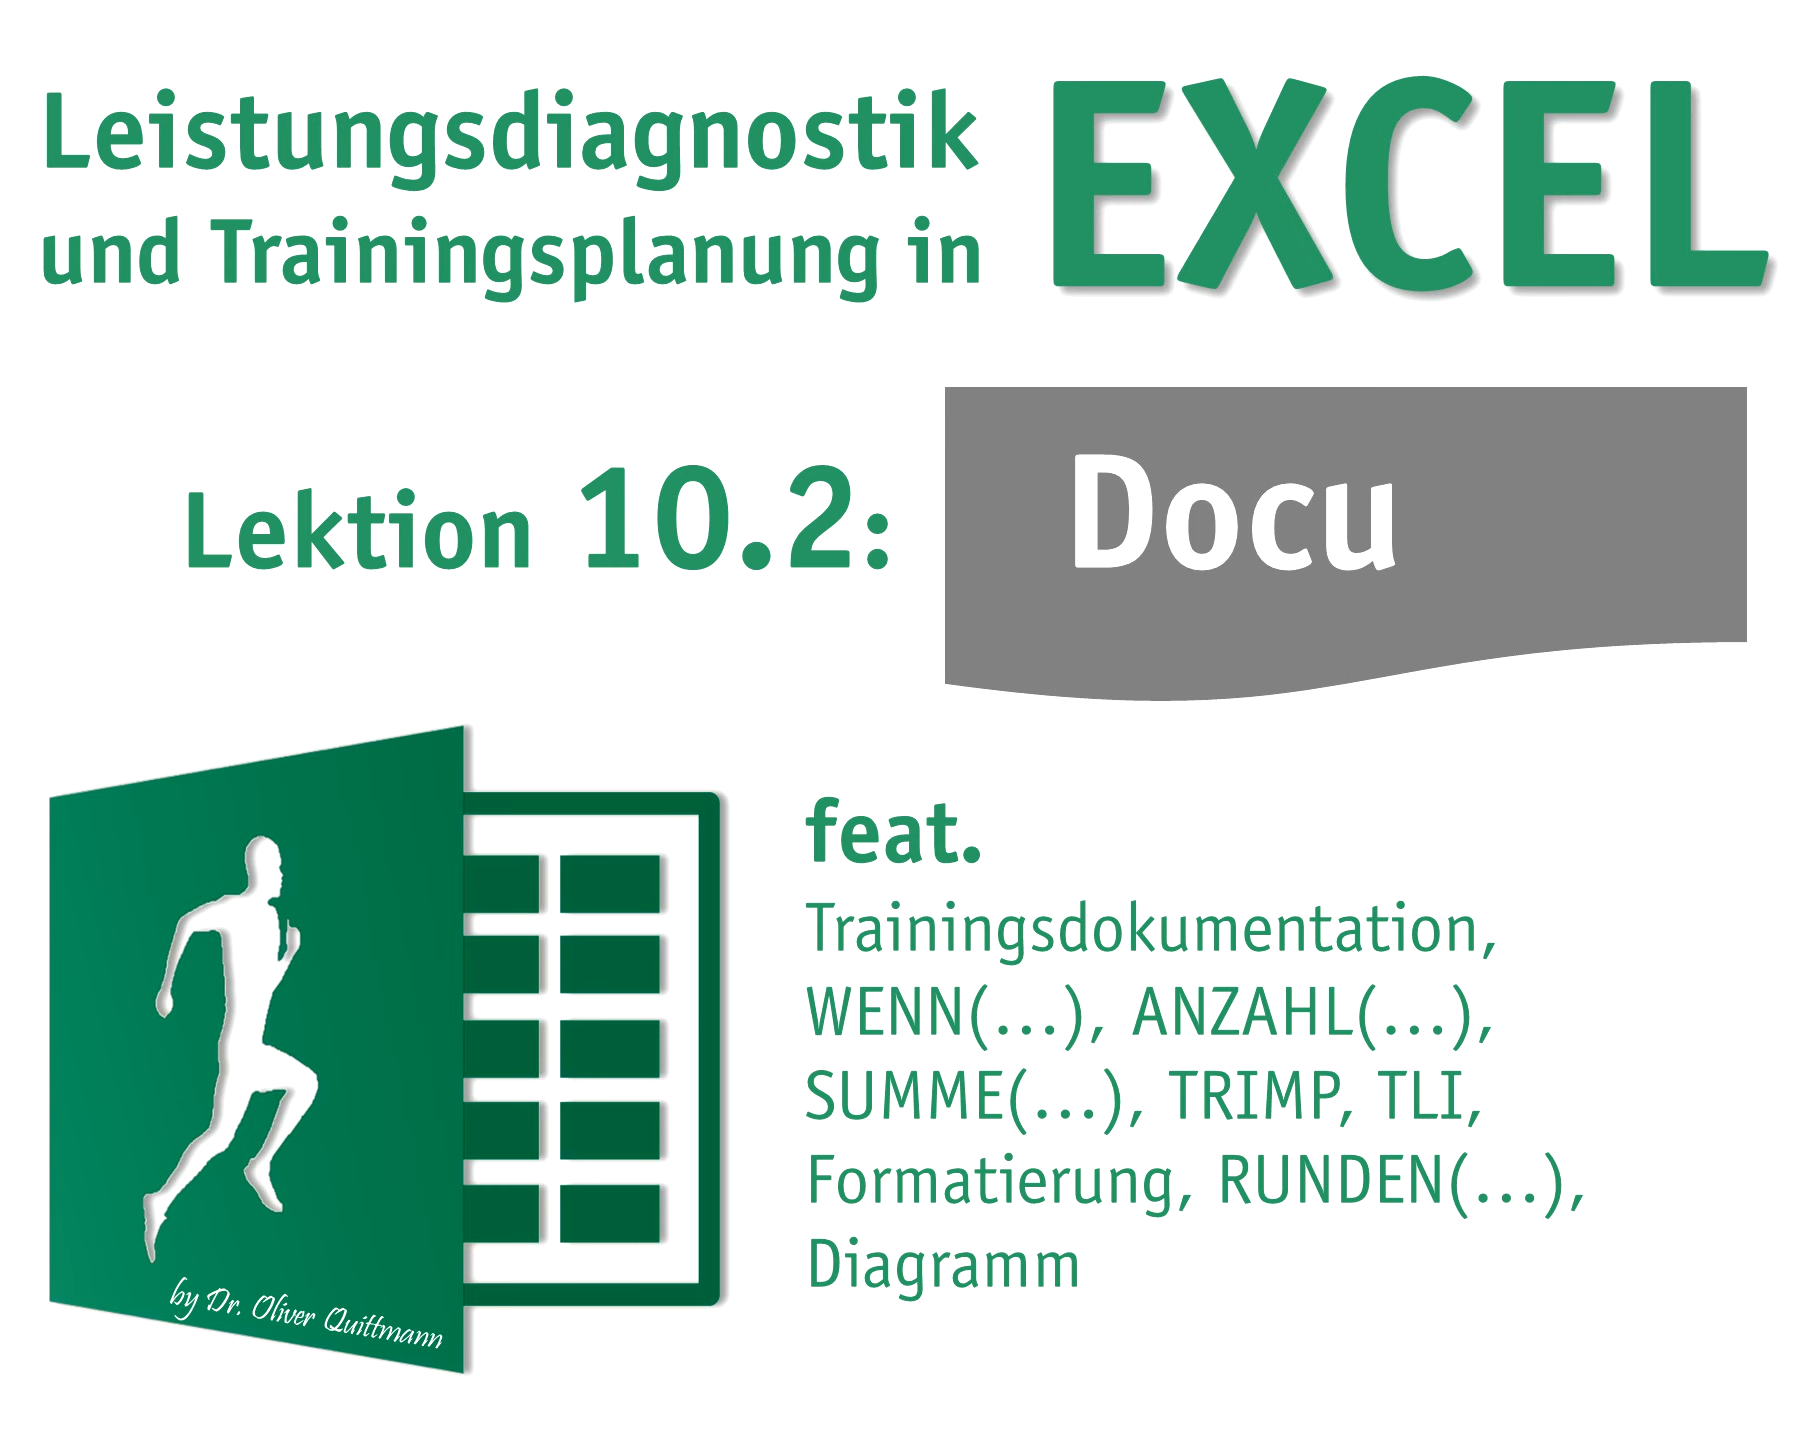 Leistungsdiagnostik
und Trainingsplanung in
EXCEL
Lektion 10.2:
Docu
feat.
Trainingsdokumentation,
WENN(...), ANZAHL(...),
SUMME(...), TRIMP, TLI,
Formatierung, RUNDEN(...),
Diagramm
by Dr. Oliver Quittmann